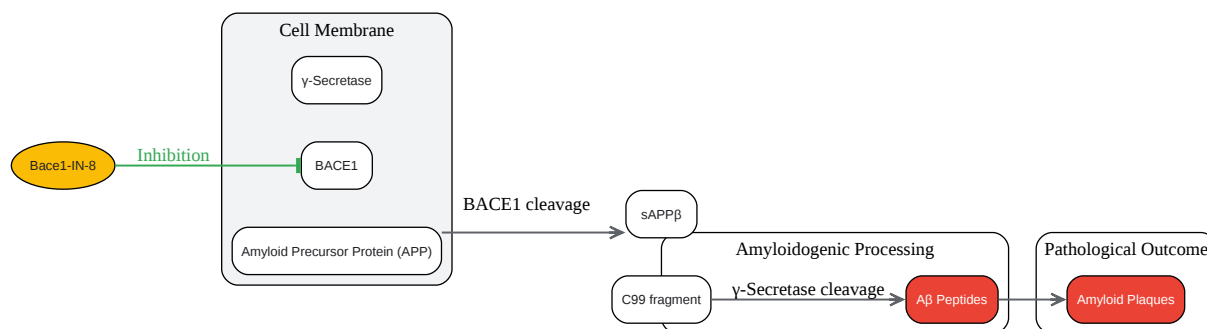 Cell Membrane
γ-Secretase
Bace1-IN-8
Inhibition
BACE1
Amyloid Precursor Protein (APP)
BACE1 cleavage
sAPPβ
Amyloidogenic Processing
C99 fragment
γ-Secretase cleavage
Aβ Peptides
Pathological Outcome
Amyloid Plaques